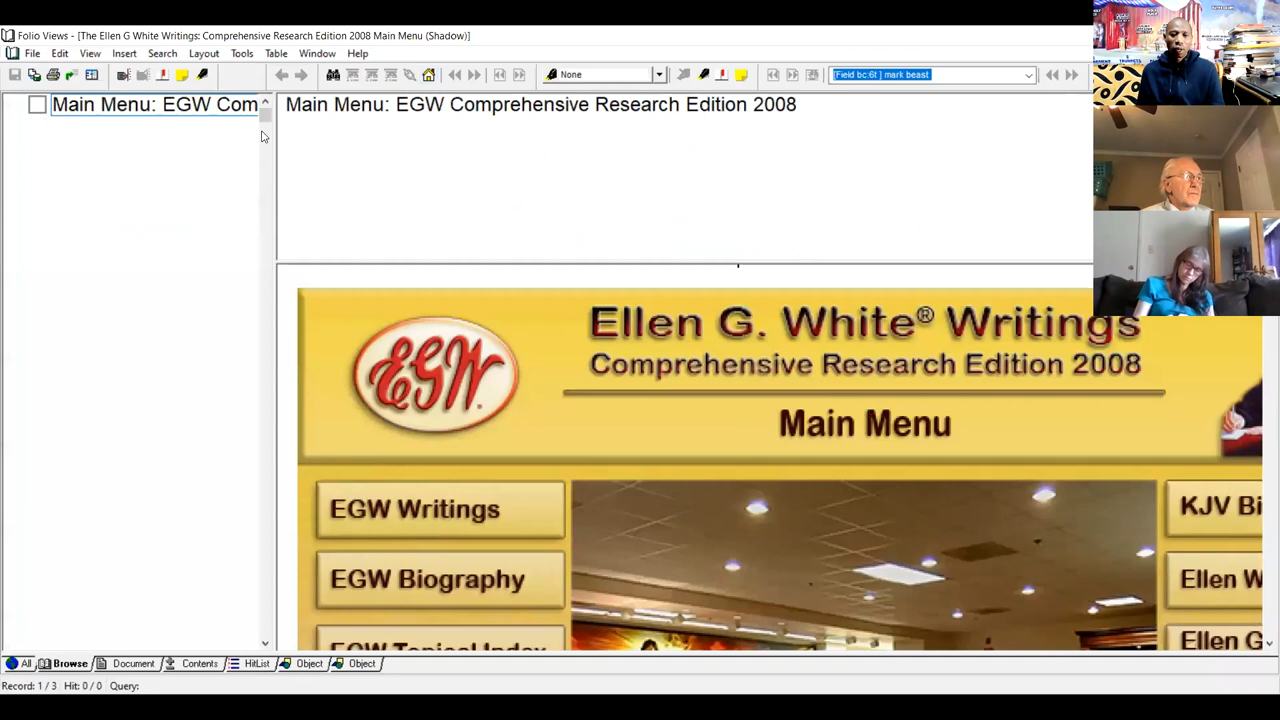 Folio Views - [The Ellen G White Writings: Comprehensive Research Edition 2008 Main Menu (Shadow)]
File Edit View Insert Search Layout Tools Table Window Help
None
[Field bc:6t ] mark beast
Main Menu: EGW Com
Main Menu: EGW Comprehensive Research Edition 2008
EGW.
Ellen G. White® Writings
Comprehensive Research Edition 2008
Main Menu
EGW Writings
EGW Biography
EGW Topical Index
KJV Bi
Ellen W
Ellen G
All Browse Document Contents HitList Object Object
Record: 1 / 3 Hit: 0 / 0 Query: